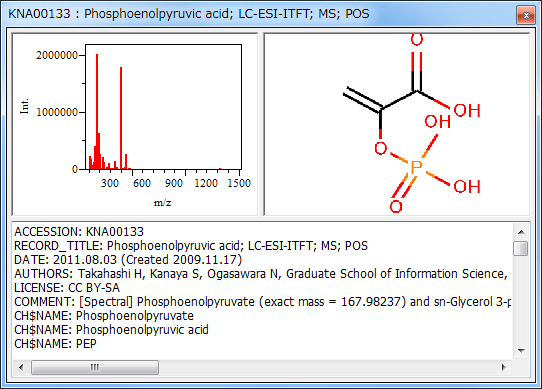 KNA00133 : Phosphoenolpyruvic acid; LC-ESI-ITFT; MS; POS
2000000
1000000
0
Int.
300 600 900 1200 1500
m/z
O
OH
OH
O
P
OH
O
ACCESSION: KNA00133
RECORD_TITLE: Phosphoenolpyruvic acid; LC-ESI-ITFT; MS; POS
DATE: 2011.08.03 (Created 2009.11.17)
AUTHORS: Takahashi H, Kanaya S, Ogasawara N, Graduate School of Information Science,
LICENSE: CC BY-SA
COMMENT: [Spectral] Phosphoenolpyruvate (exact mass = 167.98237) and sn-Glycerol 3-p
CH$NAME: Phosphoenolpyruvate
CH$NAME: Phosphoenolpyruvic acid
CH$NAME: PEP